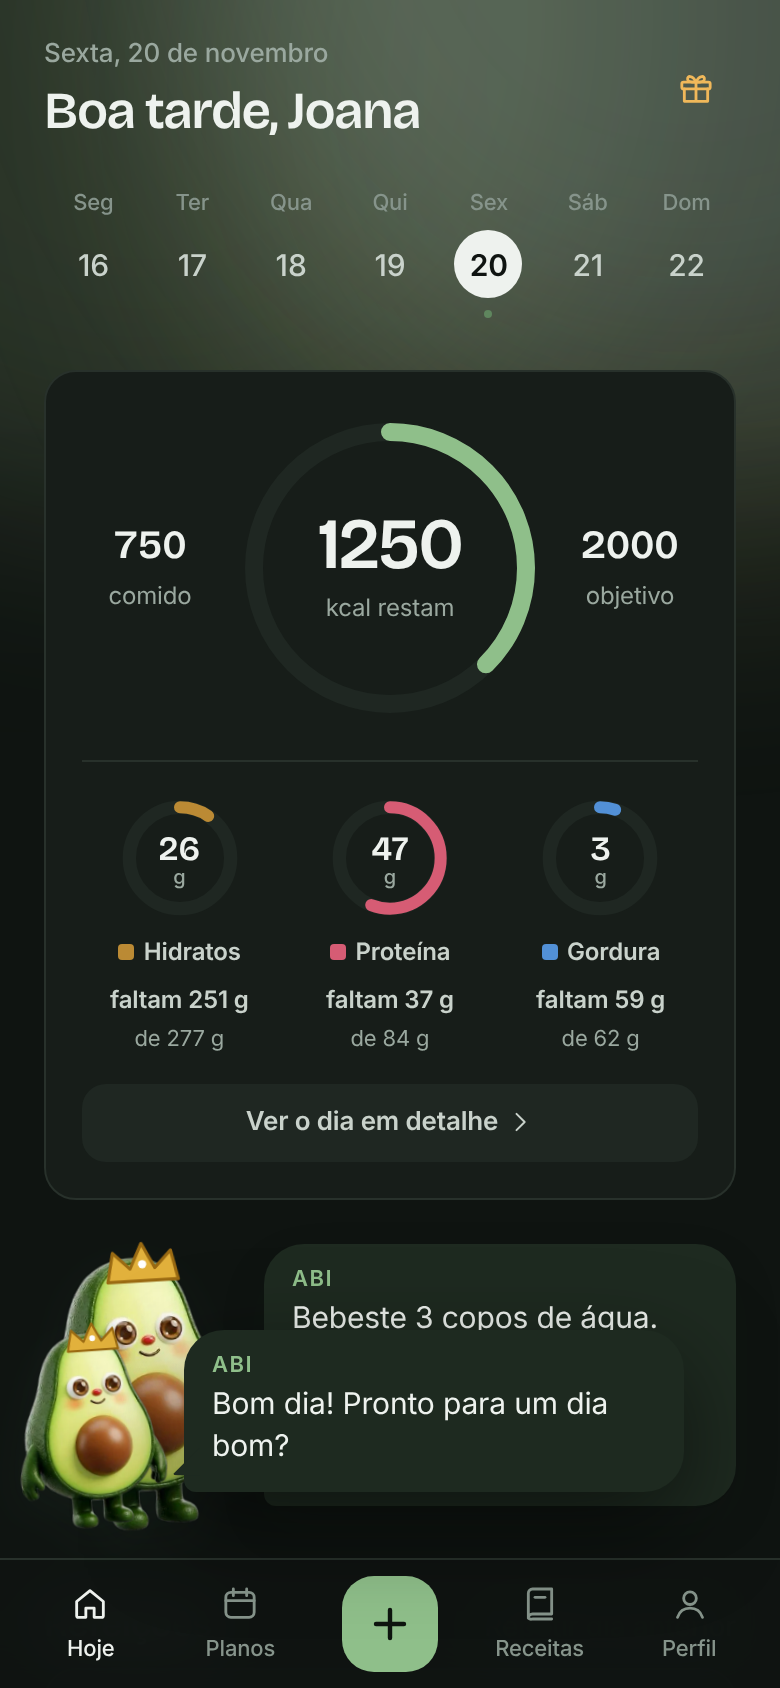 Sexta, 20 de novembro
Boa tarde, Joana
Seg Ter Qua Qui Sex Sáb Dom
16 17 18 19 20 21 22
750
comido
1250
kcal restam
2000
objetivo
26
g
47
g
3
g
Hidratos
Proteína
Gordura
faltam 251 g
faltam 37 g
faltam 59 g
de 277 g
de 84 g
de 62 g
Ver o dia em detalhe
ABI
Bebeste 3 copos de água.
ABI
Bom dia! Pronto para um dia
bom?
Hoje
Planos
Receitas
Perfil